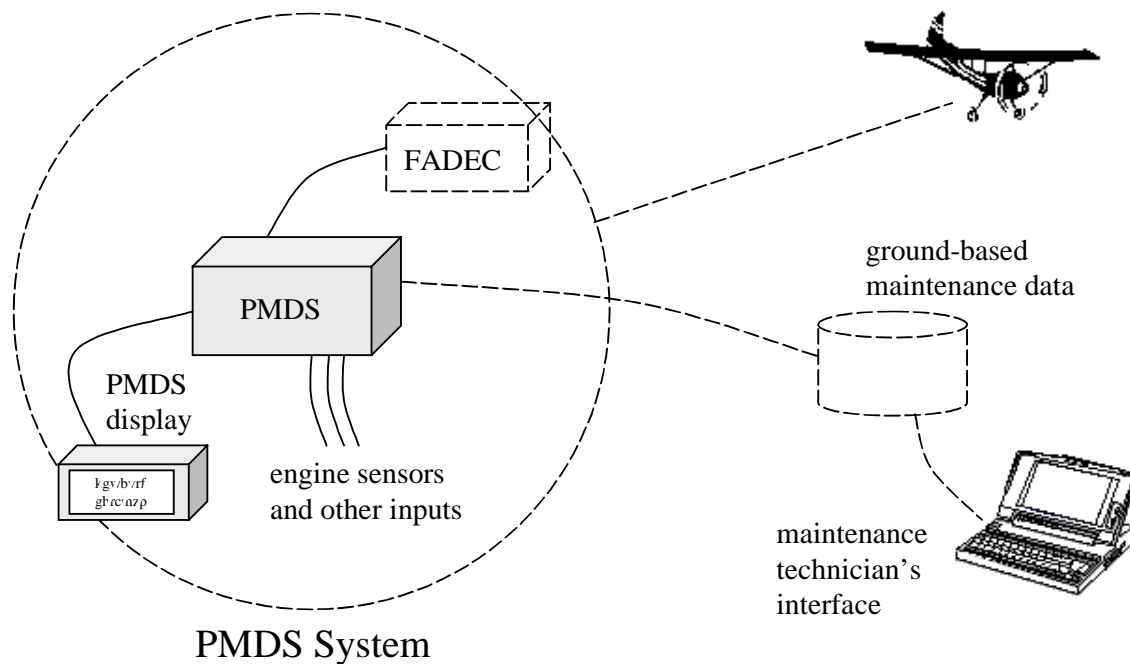 FADEC
ground-based
maintenance data
PMDS
PMDS
display
engine sensors
and other inputs
maintenance
technician's
interface
PMDS System